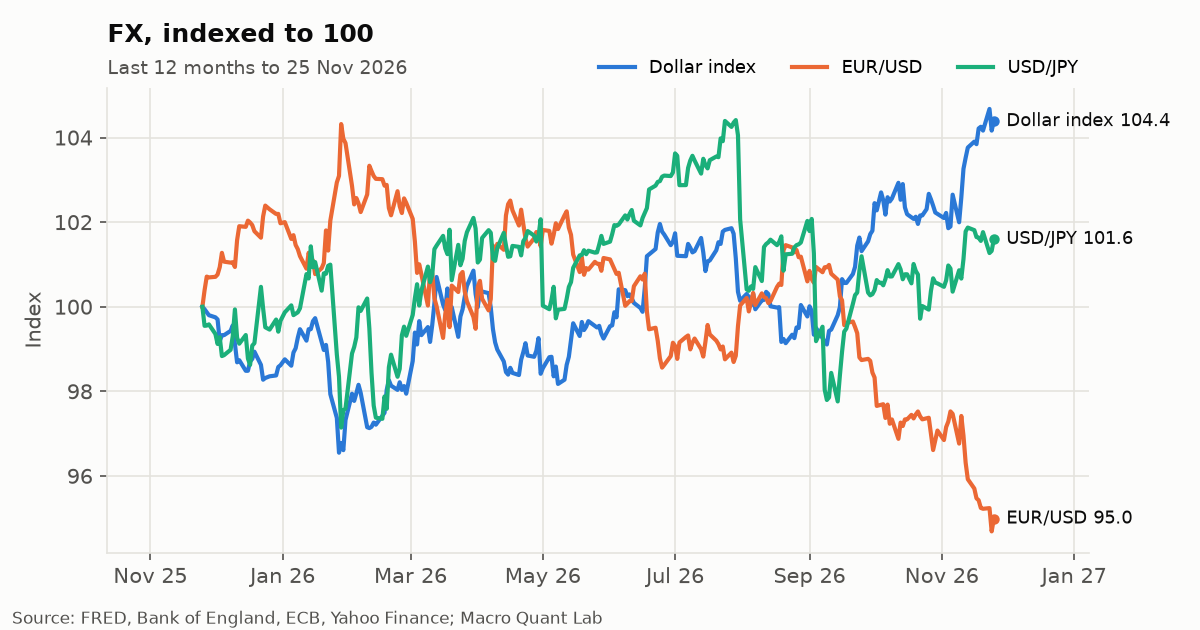 FX, indexed to 100
Last 12 months to 25 Nov 2026
Dollar index EUR/USD USD/JPY
104
102
100
98
96
Index
Dollar index 104.4
USD/JPY 101.6
EUR/USD 95.0
Nov 25 Jan 26 Mar 26 May 26 Jul 26 Sep 26 Nov 26 Jan 27
Source: FRED, Bank of England, ECB, Yahoo Finance; Macro Quant Lab